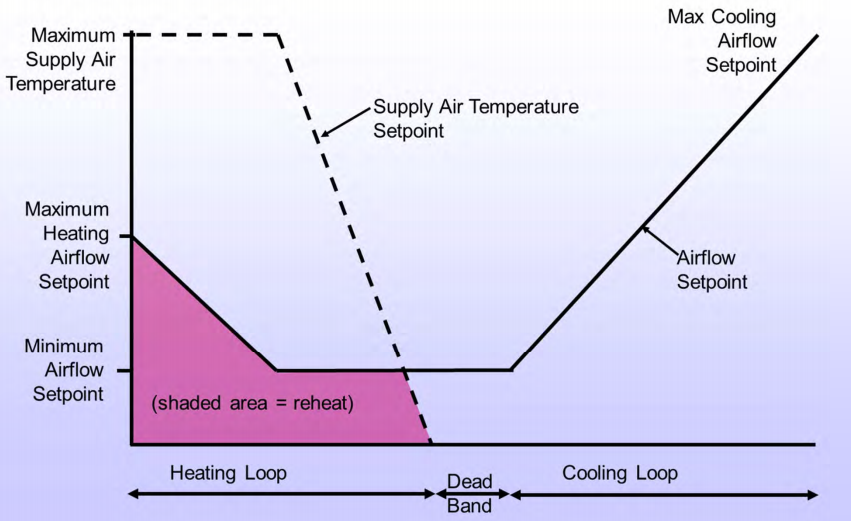 Maximum
Supply Air
Temperature
Max Cooling
Airflow
Setpoint
Supply Air Temperature
Setpoint
Maximum
Heating
Airflow
Setpoint
Airflow
Setpoint
Minimum
Airflow
Setpoint
(shaded area = reheat)
Heating Loop
Dead
Band
Cooling Loop